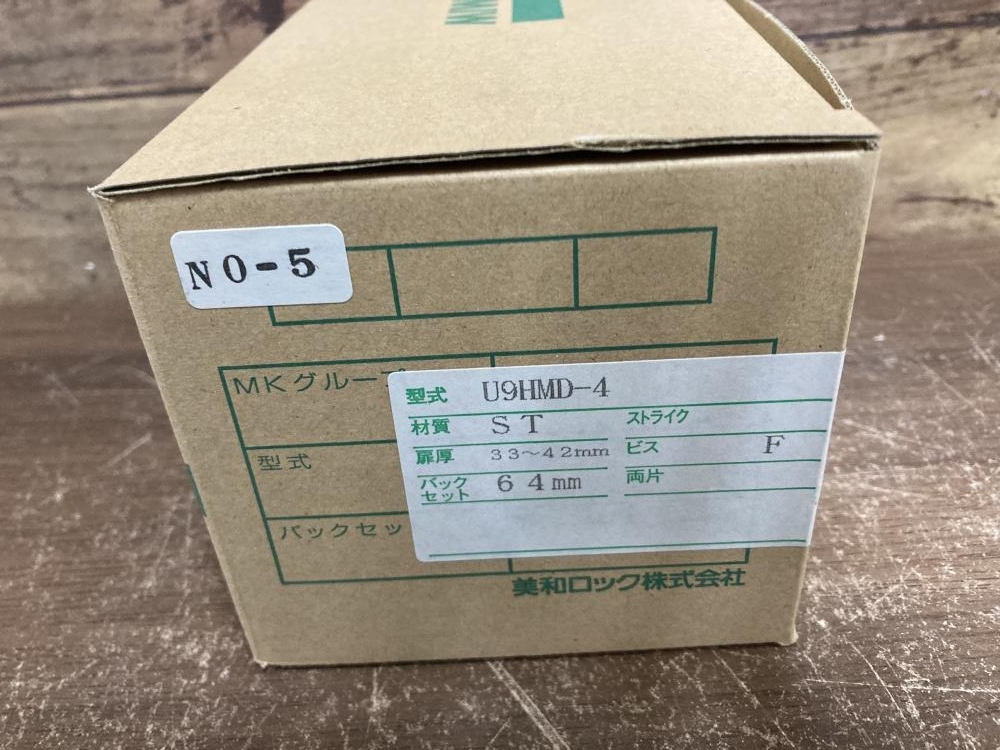 NO-5
MKグループ
型式
バックセッ
型式 U9HMD-4
材質 ST ストライク
扉厚 33～42mm ビス F
バックセット 64mm 両片
美和ロック株式会社